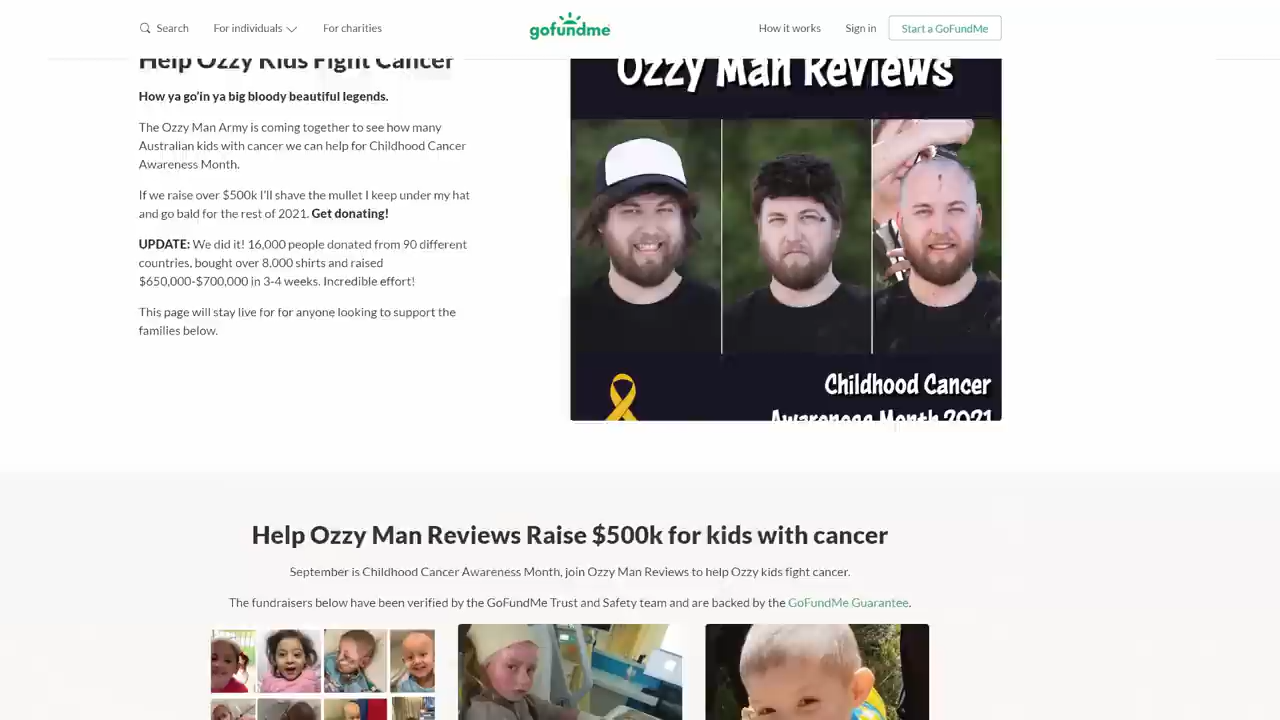 Search
For individuals
For charities
gofundme
How it works
Sign in
Start a GoFundMe
Help Ozzy Kids Fight Cancer
How ya go'in ya big bloody beautiful legends.
The Ozzy Man Army is coming together to see how many
Australian kids with cancer we can help for Childhood Cancer
Awareness Month.
If we raise over $500k I'll shave the mullet I keep under my hat
and go bald for the rest of 2021. Get donating!
UPDATE: We did it! 16,000 people donated from 90 different
countries, bought over 8,000 shirts and raised
$650,000-$700,000 in 3-4 weeks. Incredible effort!
This page will stay live for for anyone looking to support the
families below.
Ozzy Man Reviews
Childhood Cancer
Awareness Month 2021
Help Ozzy Man Reviews Raise $500k for kids with cancer
September is Childhood Cancer Awareness Month, join Ozzy Man Reviews to help Ozzy kids fight cancer.
The fundraisers below have been verified by the GoFundMe Trust and Safety team and are backed by the GoFundMe Guarantee.